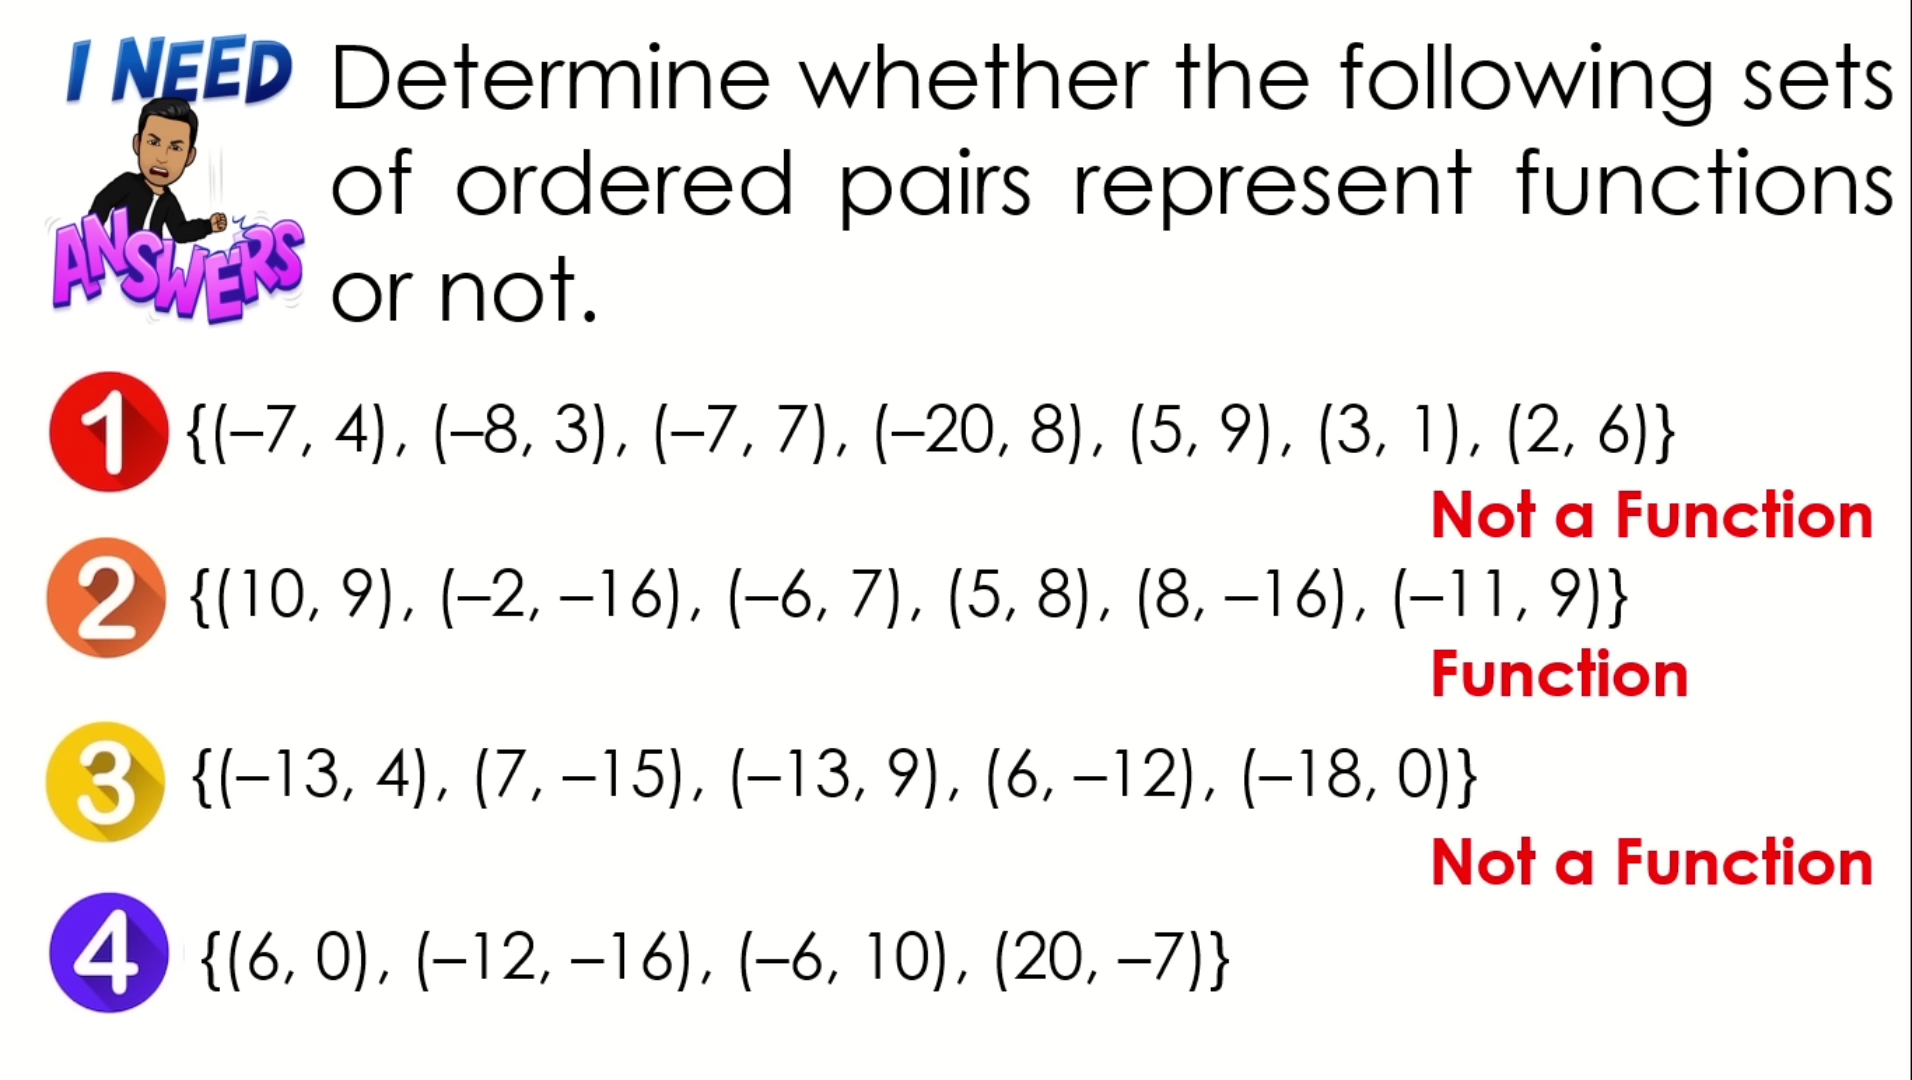 I NEED
ANSWERS
Determine whether the following sets
of ordered pairs represent functions
or not.
1 {(–7, 4), (–8, 3), (–7, 7), (–20, 8), (5, 9), (3, 1), (2, 6)}
Not a Function
2 {(10, 9), (–2, –16), (–6, 7), (5, 8), (8, –16), (–11, 9)}
Function
3 {(–13, 4), (7, –15), (–13, 9), (6, –12), (–18, 0)}
Not a Function
4 {(6, 0), (–12, –16), (–6, 10), (20, –7)}